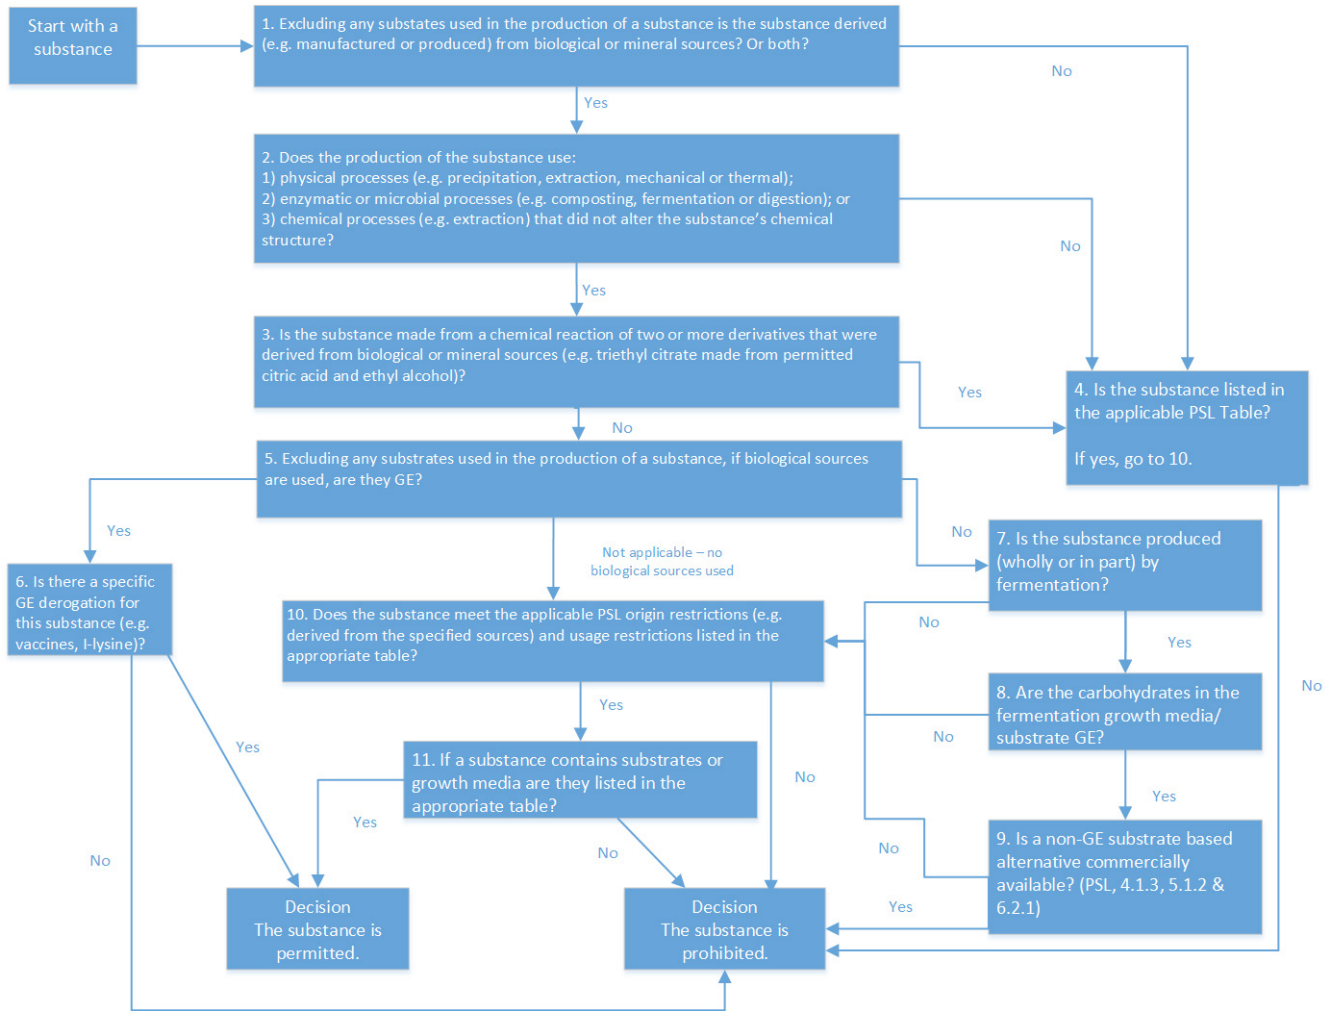 Start with a
substance
1. Excluding any substates used in the production of a substance is the substance derived
(e.g. manufactured or produced) from biological or mineral sources? Or both?
No
Yes
2. Does the production of the substance use:
1) physical processes (e.g. precipitation, extraction, mechanical or thermal);
2) enzymatic or microbial processes (e.g. composting, fermentation or digestion); or
3) chemical processes (e.g. extraction) that did not alter the substance's chemical
structure?
No
Yes
3. Is the substance made from a chemical reaction of two or more derivatives that were
derived from biological or mineral sources (e.g. triethyl citrate made from permitted
citric acid and ethyl alcohol)?
Yes
No
4. Is the substance listed in
the applicable PSL Table?
If yes, go to 10.
No
5. Excluding any substrates used in the production of a substance, if biological sources
are used, are they GE?
Yes
Not applicable – no
biological sources used
No
6. Is there a specific
GE derogation for
this substance (e.g.
vaccines, l-lysine)?
Yes
No
7. Is the substance produced
(wholly or in part) by
fermentation?
No
Yes
8. Are the carbohydrates in the
fermentation growth media/
substrate GE?
No
Yes
9. Is a non-GE substrate based
alternative commercially
available? (PSL, 4.1.3, 5.1.2 &
6.2.1)
No
Yes
10. Does the substance meet the applicable PSL origin restrictions (e.g.
derived from the specified sources) and usage restrictions listed in the
appropriate table?
Yes
No
11. If a substance contains substrates or
growth media are they listed in the
appropriate table?
Yes
No
Decision
The substance is
permitted.
Decision
The substance is
prohibited.